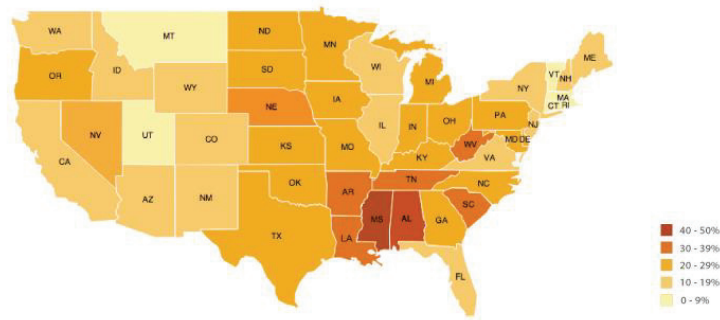 WA
MT
ND
MN
ME
OR
ID
SD
WI
MI
NY
VT
NH
MA
CT
RI
WY
NE
IA
PA
NJ
NV
UT
CO
IL
IN
OH
MD
DE
CA
KS
MO
KY
WV
VA
AZ
NM
OK
AR
TN
NC
SC
TX
LA
MS
AL
GA
FL
40 - 50%
30 - 39%
20 - 29%
10 - 19%
0 - 9%